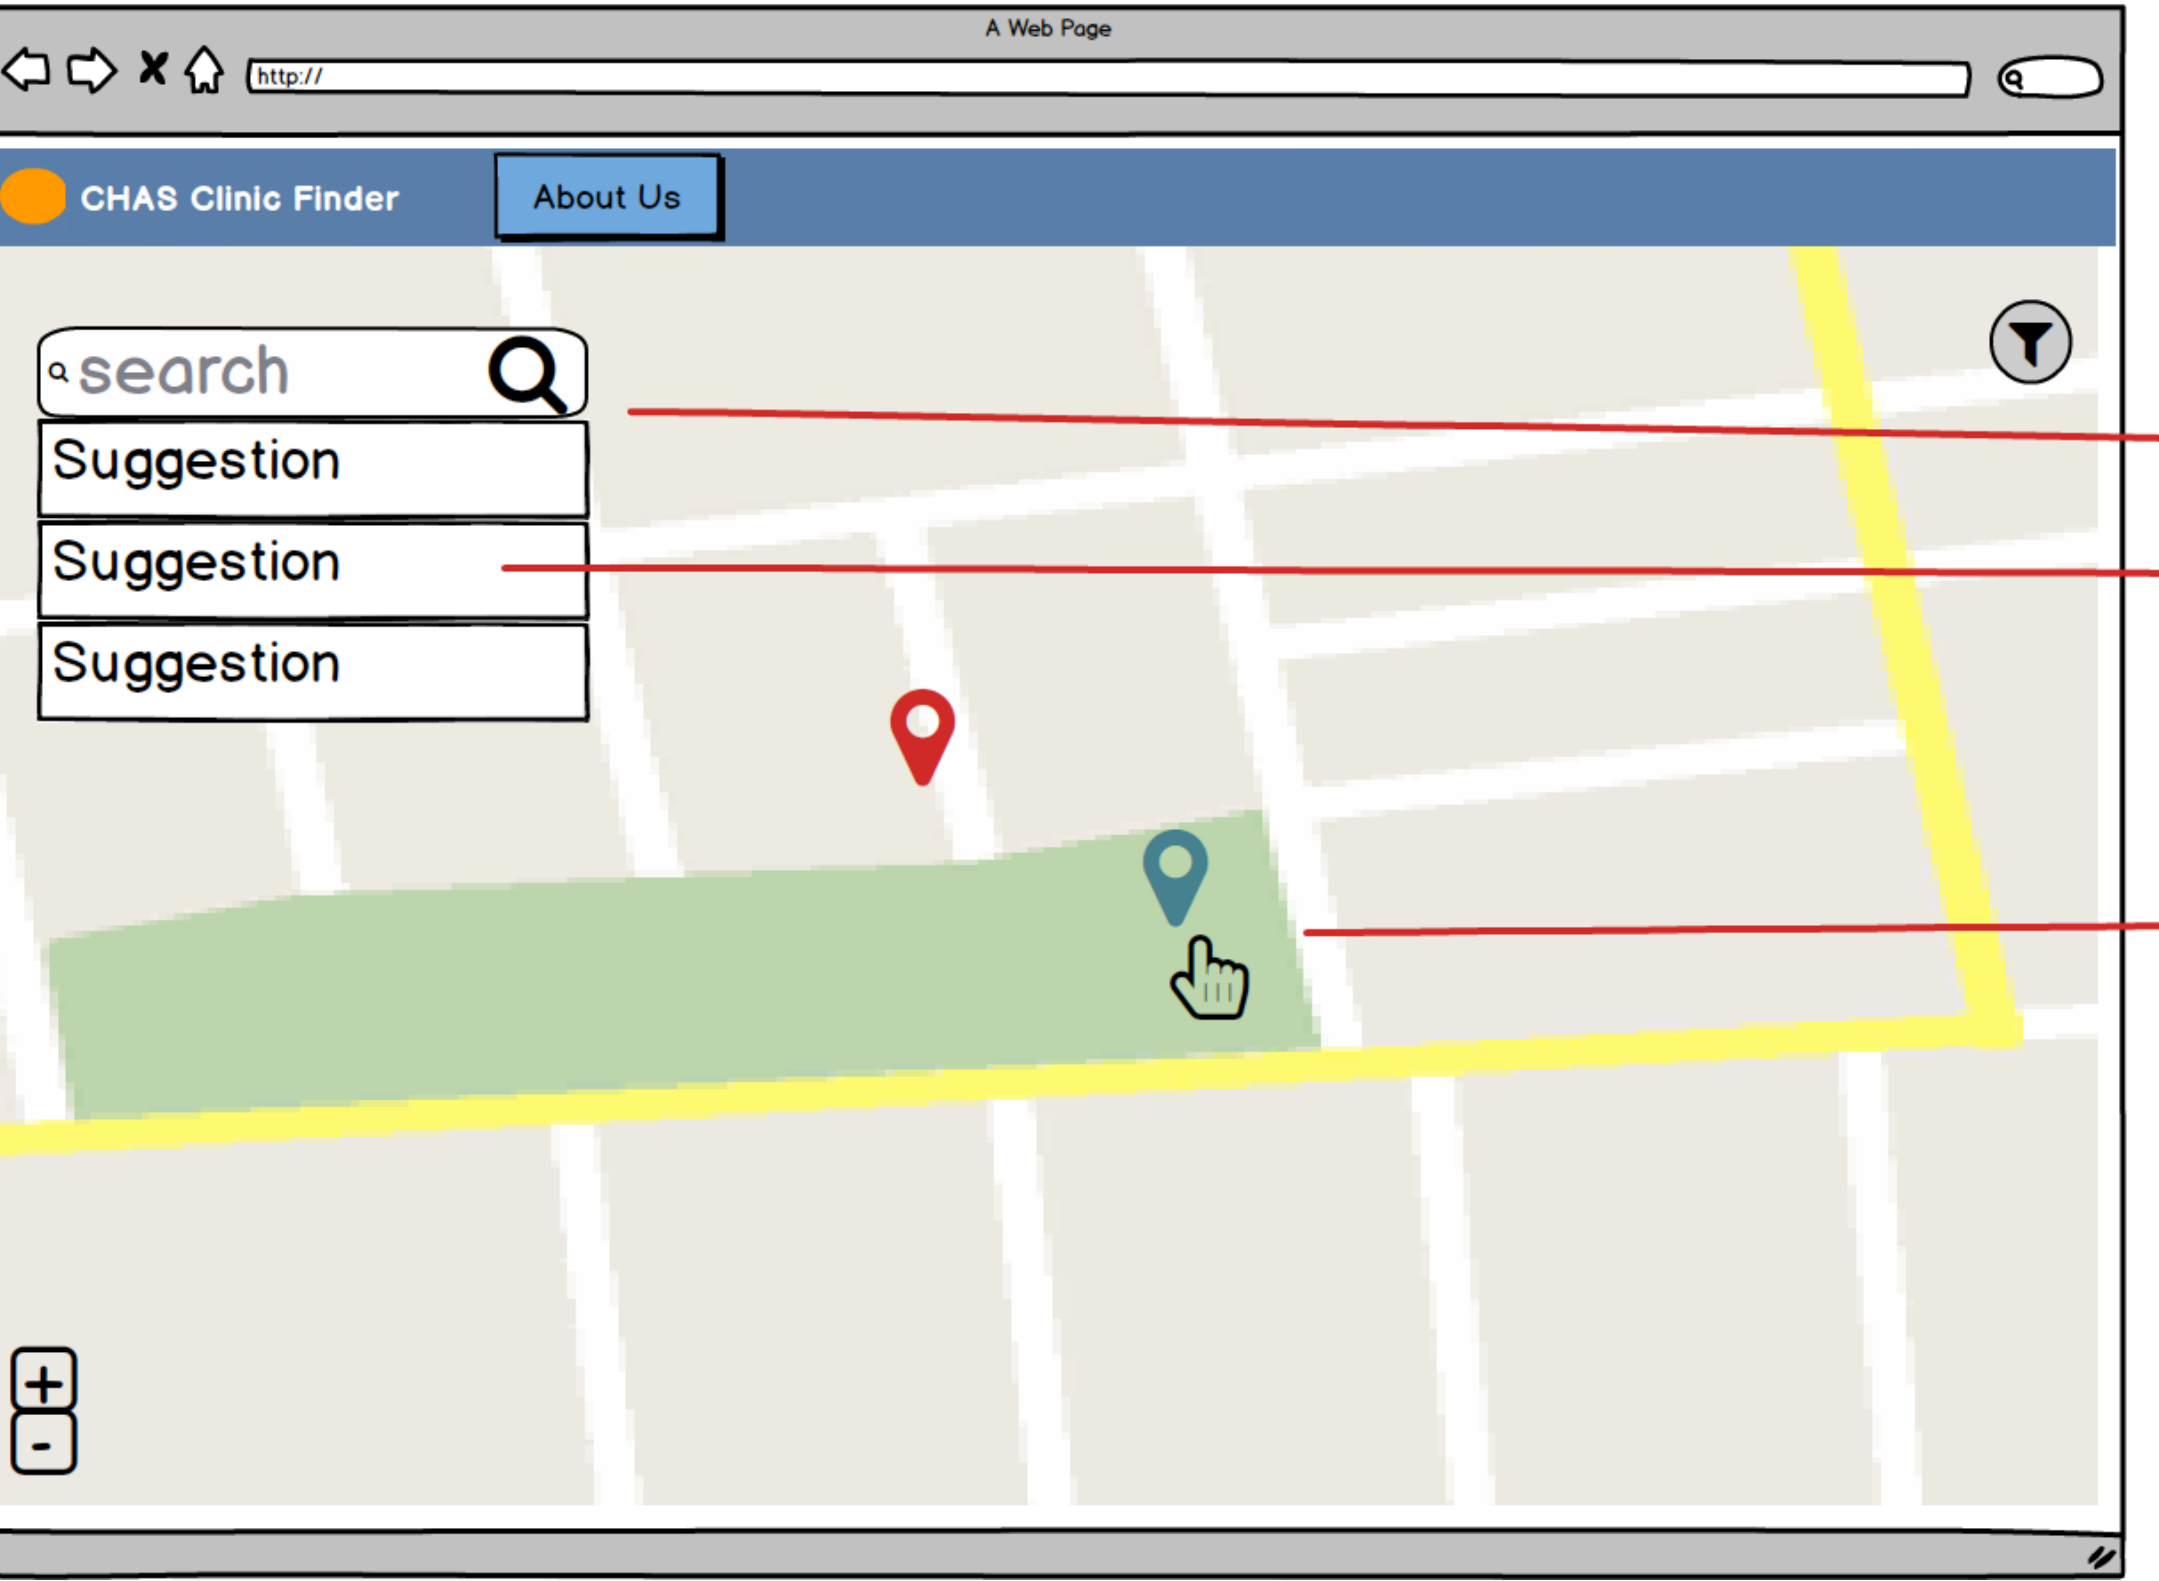 A Web Page
http://
CHAS Clinic Finder
About Us
search
Suggestion
Suggestion
Suggestion
+
-